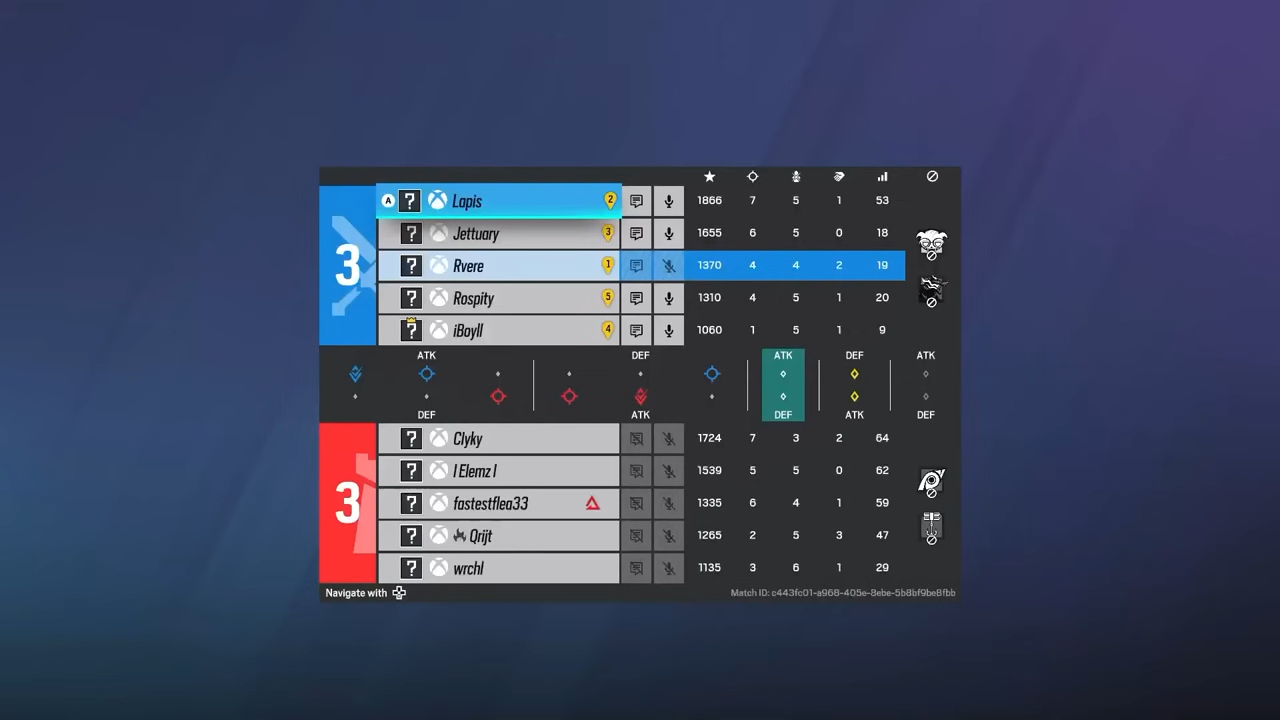 A ? Lapis 2 1866 7 5 1 53
? Jettuary 3 1655 6 5 0 18
3 ? Rvere 1 1370 4 4 2 19
? Rospity 5 1310 4 5 1 20
? iBoyll 4 1060 1 5 1 9
ATK DEF ATK DEF ATK
DEF ATK DEF ATK DEF
? Clyky 1724 7 3 2 64
? I Elemz I 1539 5 5 0 62
3 ? fastestflea33 1335 6 4 1 59
? Qrijt 1265 2 5 3 47
? wrchl 1135 3 6 1 29
Navigate with Match ID: c443fc01-a968-405e-8ebe-5b8bf9be8fbb